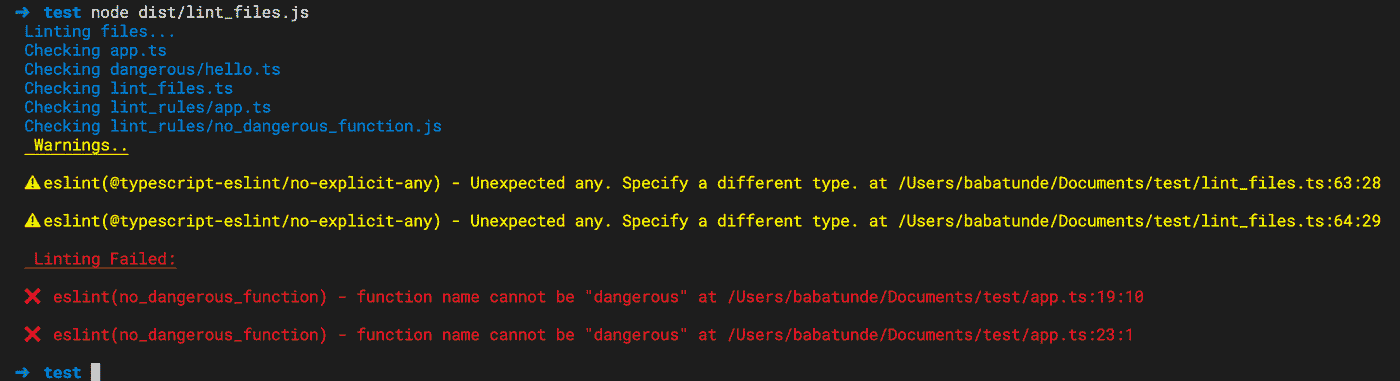 ➜ test node dist/lint_files.js
Linting files...
Checking app.ts
Checking dangerous/hello.ts
Checking lint_files.ts
Checking lint_rules/app.ts
Checking lint_rules/no_dangerous_function.js
Warnings..
⚠eslint(@typescript-eslint/no-explicit-any) - Unexpected any. Specify a different type. at /Users/babatunde/Documents/test/lint_files.ts:63:28
⚠eslint(@typescript-eslint/no-explicit-any) - Unexpected any. Specify a different type. at /Users/babatunde/Documents/test/lint_files.ts:64:29
Linting Failed:
❌ eslint(no_dangerous_function) - function name cannot be "dangerous" at /Users/babatunde/Documents/test/app.ts:19:10
❌ eslint(no_dangerous_function) - function name cannot be "dangerous" at /Users/babatunde/Documents/test/app.ts:23:1
➜ test